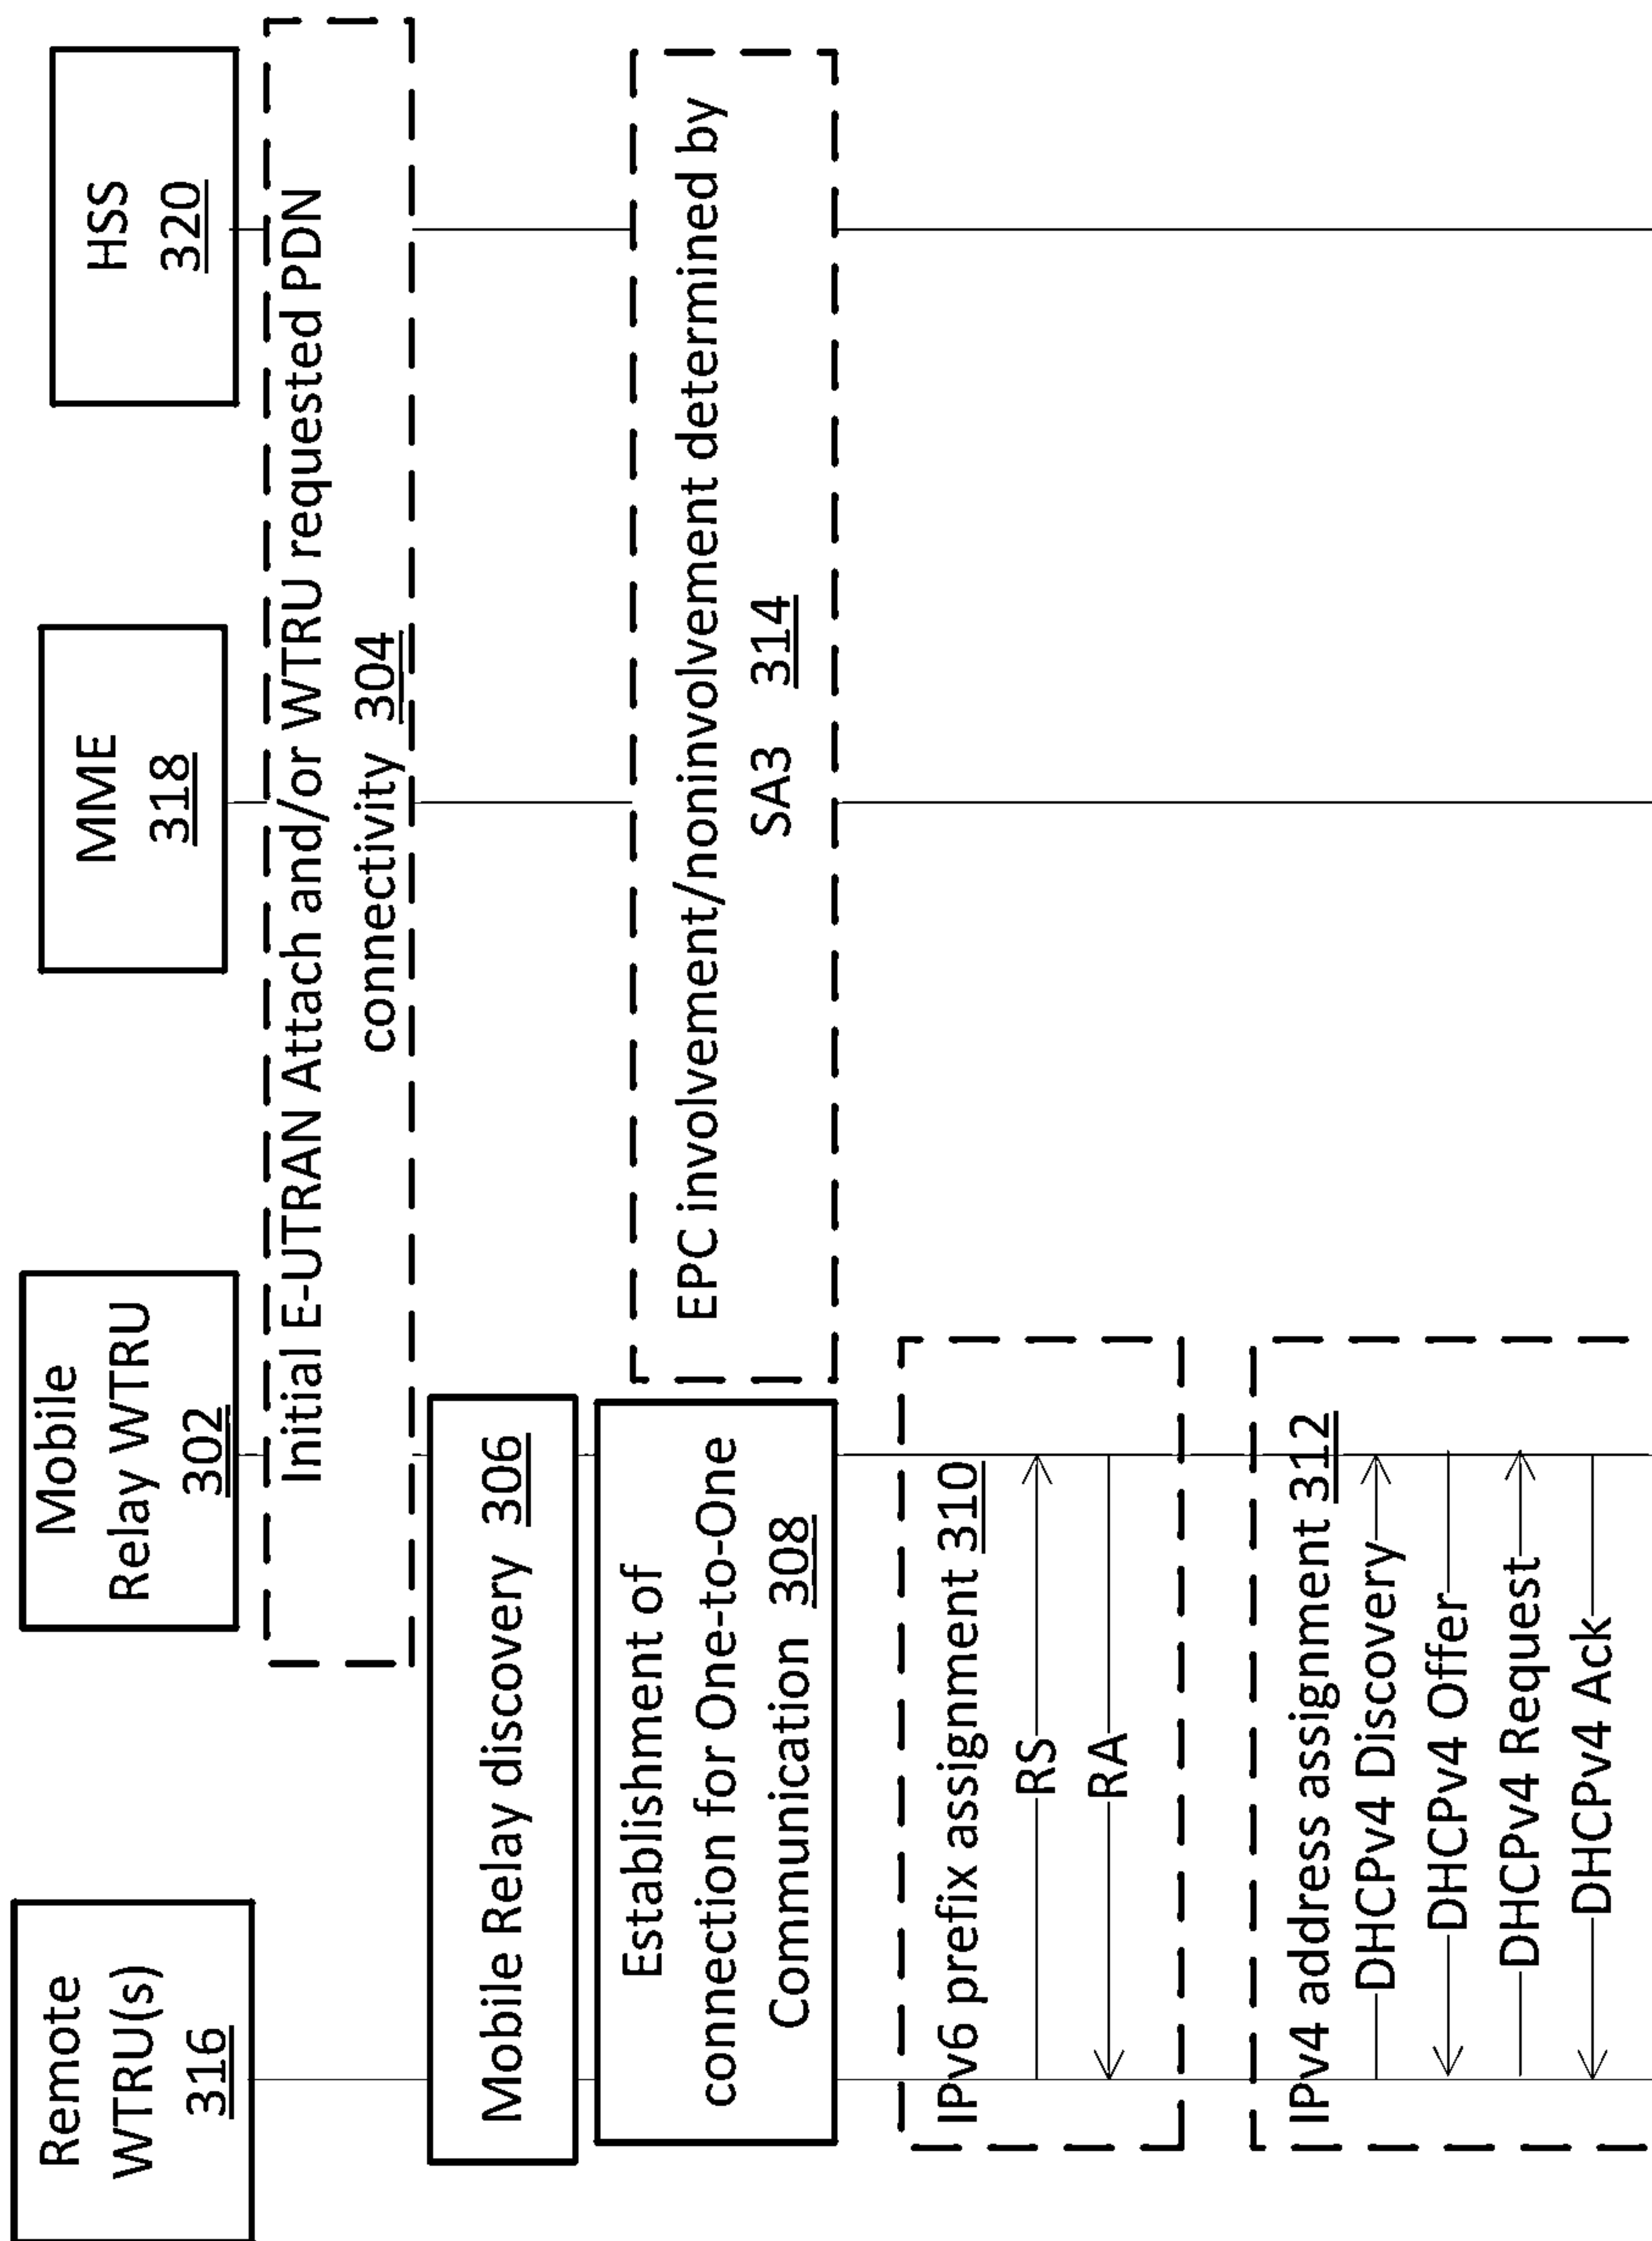 Remote
WTRU(s)
316
Mobile
Relay WTRU
302
MME
318
HSS
320
Initial E-UTRAN Attach and/or WTRU requested PDN
connectivity 304
Mobile Relay discovery 306
Establishment of
connection for One-to-One
Communication 308
EPC involvement/noninvolvement determined by
SA3 314
IPv6 prefix assignment 310
RS
RA
IPv4 address assignment 312
DHCPv4 Discovery
DHCPv4 Offer
DHCPv4 Request
DHCPv4 Ack